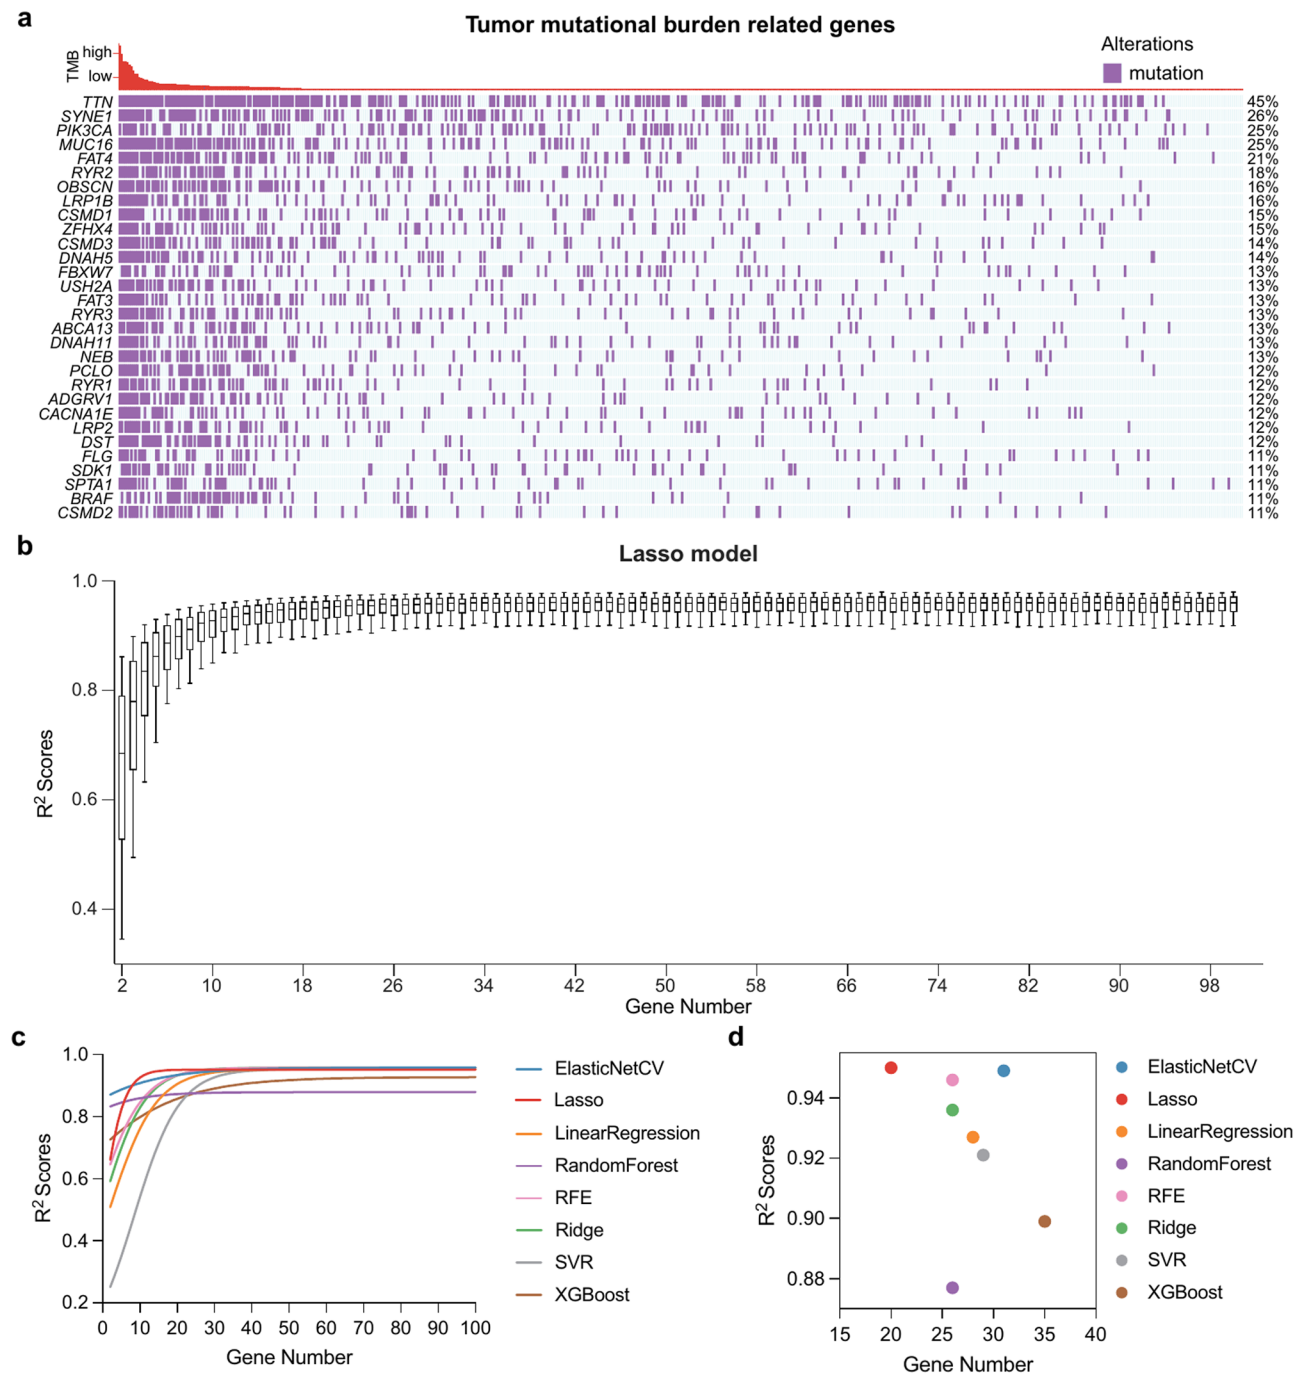 a
Tumor mutational burden related genes
TMB
high
low
Alterations
mutation
TTN 45%
SYNE1 26%
PIK3CA 25%
MUC16 25%
FAT4 21%
RYR2 18%
OBSCN 16%
LRP1B 16%
CSMD1 15%
ZFHX4 15%
CSMD3 14%
DNAH5 14%
FBXW7 13%
USH2A 13%
FAT3 13%
RYR3 13%
ABCA13 13%
DNAH11 13%
NEB 13%
PCLO 12%
RYR1 12%
ADGRV1 12%
CACNA1E 12%
LRP2 12%
DST 12%
FLG 11%
SDK1 11%
SPTA1 11%
BRAF 11%
CSMD2 11%
b
Lasso model
R2 Scores
1.0
0.8
0.6
0.4
2 10 18 26 34 42 50 58 66 74 82 90 98
Gene Number
c
R2 Scores
1.0
0.8
0.6
0.4
0.2
0 10 20 30 40 50 60 70 80 90 100
Gene Number
ElasticNetCV
Lasso
LinearRegression
RandomForest
RFE
Ridge
SVR
XGBoost
d
R2 Scores
0.94
0.92
0.90
0.88
15 20 25 30 35 40
Gene Number
ElasticNetCV
Lasso
LinearRegression
RandomForest
RFE
Ridge
SVR
XGBoost